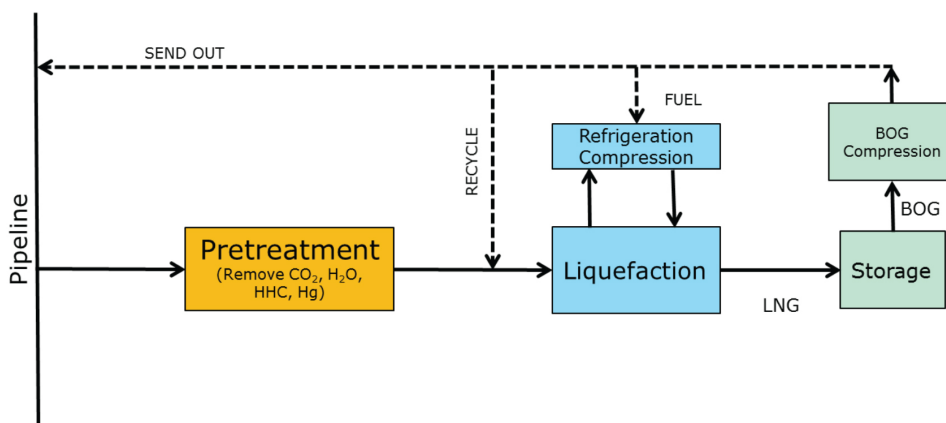 SEND OUT
FUEL
RECYCLE
Refrigeration
Compression
BOG
Compression
BOG
Pipeline
Pretreatment
(Remove CO₂, H₂O,
HHC, Hg)
Liquefaction
LNG
Storage